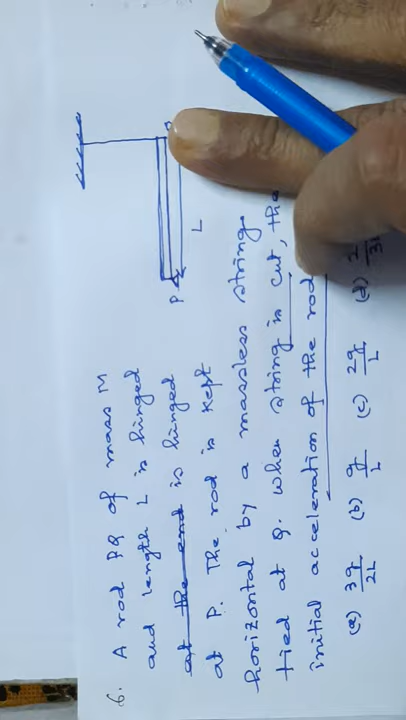 6. A rod PQ of mass M
and length L is hinged
at the end is hinged
at P. The rod is kept
horizontal by a massless string
tied at Q. When string is cut, the
initial acceleration of the rod
(a) 3g/2L (b) g/L (c) 2g/L (d)
P
L